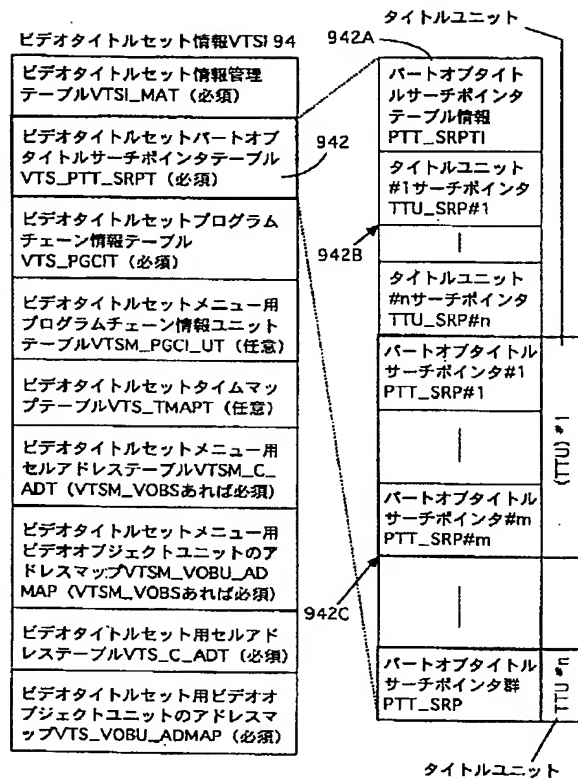 ビデオタイトルセット情報VTSI 94
ビデオタイトルセット情報管理
テーブルVTSI_MAT（必須）
ビデオタイトルセットパートオブ
タイトルサーチポインタテーブル
VTS_PTT_SRPT（必須）
ビデオタイトルセットプログラム
チェーン情報テーブル
VTS_PGCIT（必須）
ビデオタイトルセットメニュー用
プログラムチェーン情報ユニット
テーブルVTSM_PGCI_UT（任意）
ビデオタイトルセットタイムマッ
プテーブルVTS_TMAPT（任意）
ビデオタイトルセットメニュー用
セルアドレステーブルVTSM_C_
ADT（VTSM_VOBSあれば必須）
ビデオタイトルセットメニュー用
ビデオオブジェクトユニットのア
ドレスマップVTSM_VOBU_AD
MAP（VTSM_VOBSあれば必須）
ビデオタイトルセット用セルアド
レステーブルVTS_C_ADT（必須）
ビデオタイトルセット用ビデオオ
ブジェクトユニットのアドレスマ
ップVTS_VOBU_ADMAP（必須）
942
942A
タイトルユニット
パートオブタイト
ルサーチポインタ
テーブル情報
PTT_SRPTI
タイトルユニット
#1サーチポインタ
TTU_SRP#1
942B
タイトルユニット
#nサーチポインタ
TTU_SRP#n
パートオブタイトル
サーチポインタ#1
PTT_SRP#1
(TTU) #1
パートオブタイトル
サーチポインタ#m
PTT_SRP#m
942C
パートオブタイトル
サーチポインタ群
PTT_SRP
TTU #n
タイトルユニット